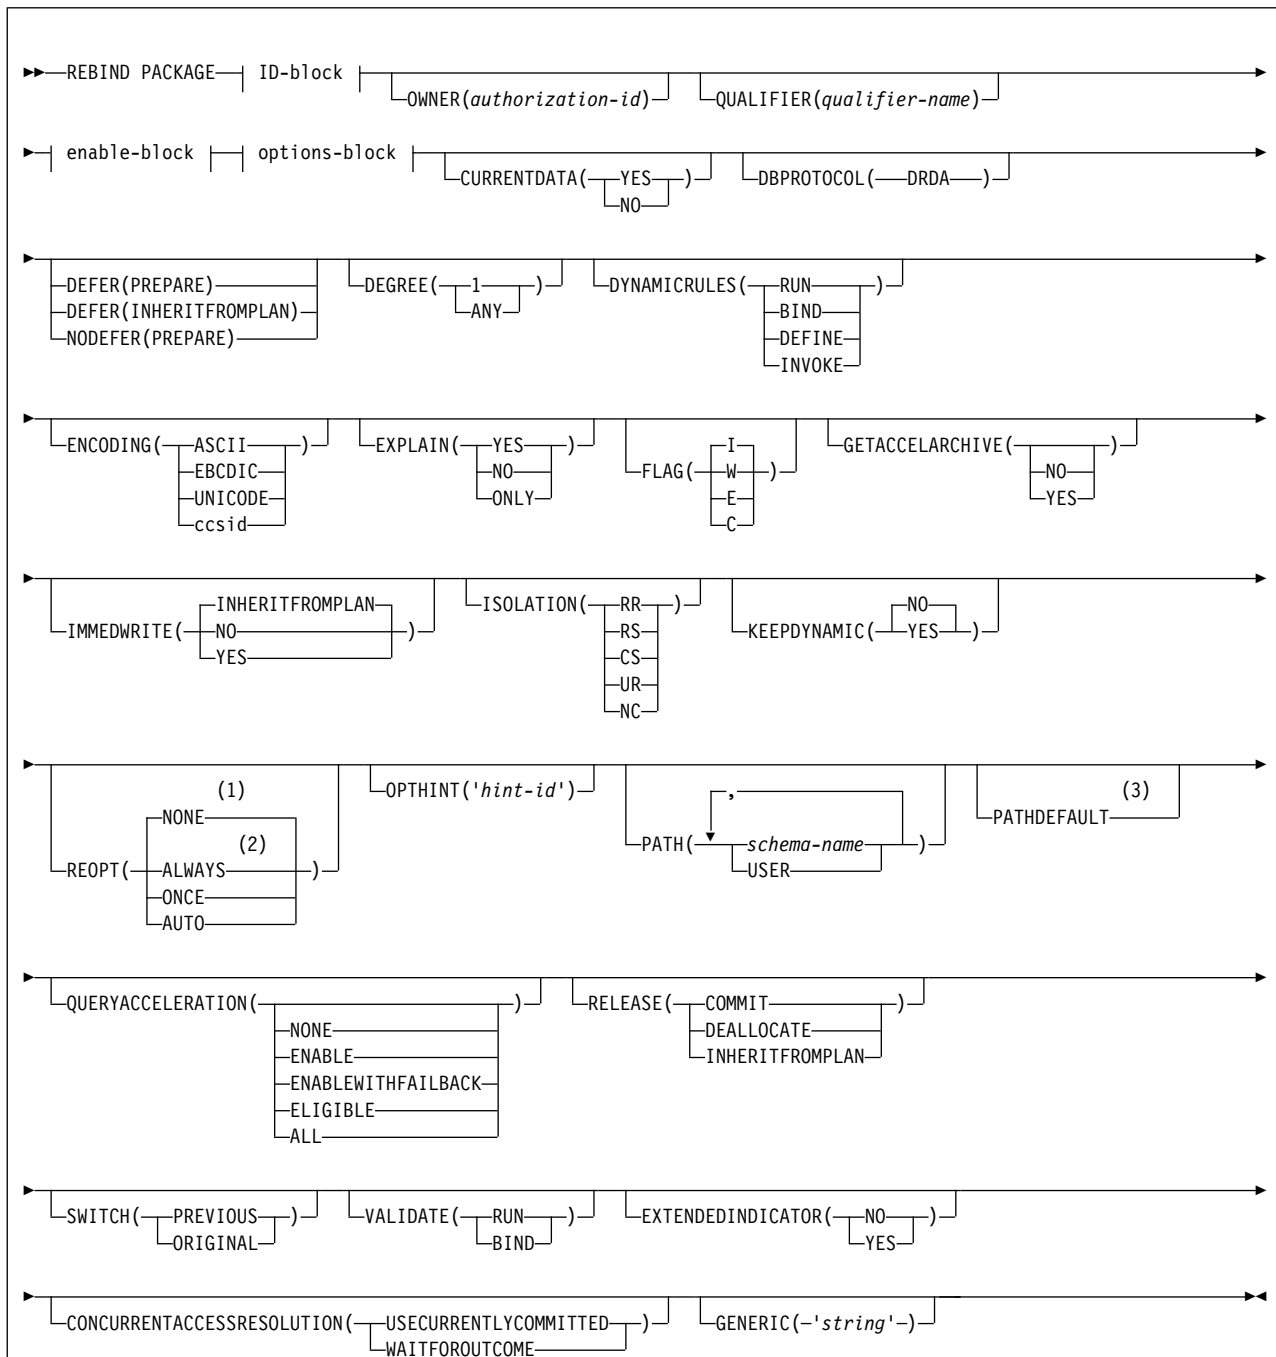 REBIND PACKAGE ID-block
OWNER(authorization-id) QUALIFIER(qualifier-name)
enable-block options-block
CURRENTDATA( YES ) DBPROTOCOL( DRDA )
NO
DEFER(PREPARE) DEGREE( 1 ) DYNAMICRULES( RUN )
DEFER(INHERITFROMPLAN) ANY BIND
NODEFER(PREPARE) DEFINE
INVOKE
ENCODING( ASCII ) EXPLAIN( YES ) I GETACCELARCHIVE( )
EBCDIC NO FLAG( W ) NO
UNICODE ONLY E YES
ccsid C
INHERITFROMPLAN ISOLATION( RR ) NO
IMMEDWRITE( NO ) RS KEEPDYNAMIC( YES )
YES CS
UR
NC
(1) OPTHINT('hint-id') , (3)
NONE PATHDEFAULT
(2) PATH( schema-name )
REOPT( ALWAYS ) USER
ONCE
AUTO
QUERYACCELERATION( ) RELEASE( COMMIT )
NONE DEALLOCATE
ENABLE INHERITFROMPLAN
ENABLEWITHFAILBACK
ELIGIBLE
ALL
SWITCH( PREVIOUS ) VALIDATE( RUN ) EXTENDEDINDICATOR( NO )
ORIGINAL BIND YES
CONCURRENTACCESSRESOLUTION( USECURRENTLYCOMMITTED ) GENERIC( 'string' )
WAITFOROUTCOME